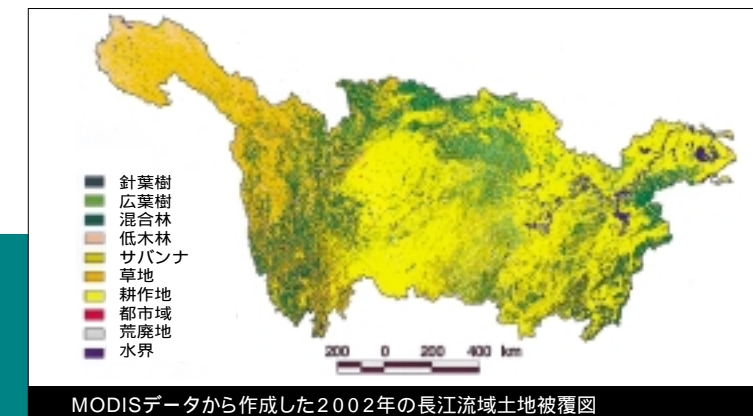 針葉樹
広葉樹
混合林
低木林
サバンナ
草地
耕作地
都市域
荒廃地
水界
200 0 200 400 km
MODISデータから作成した2002年の長江流域土地被覆図